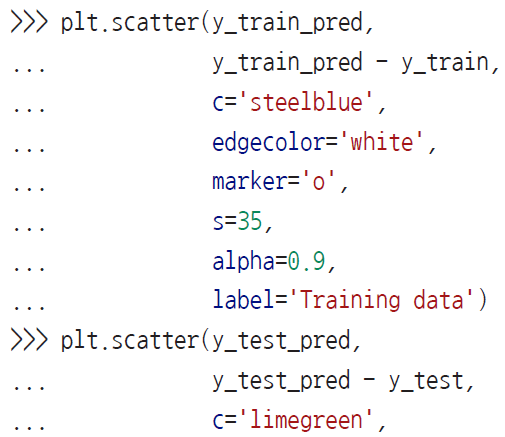 >>> plt.scatter(y_train_pred,
...             y_train_pred - y_train,
...             c='steelblue',
...             edgecolor='white',
...             marker='o',
...             s=35,
...             alpha=0.9,
...             label='Training data')
>>> plt.scatter(y_test_pred,
...             y_test_pred - y_test,
...             c='limegreen',